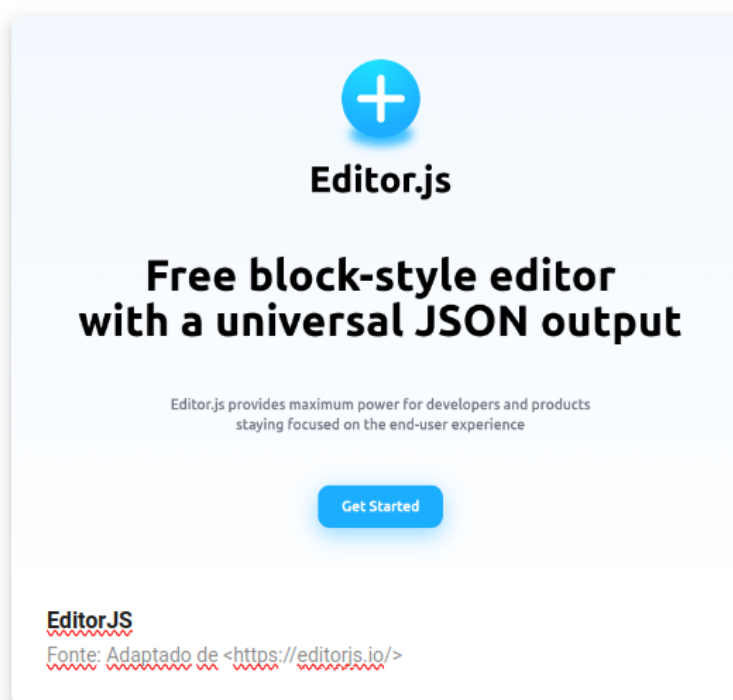 Editor.js
Free block-style editor
with a universal JSON output
Editor.js provides maximum power for developers and products
staying focused on the end-user experience
Get Started
EditorJS
Fonte: Adaptado de <https://editorjs.io/>